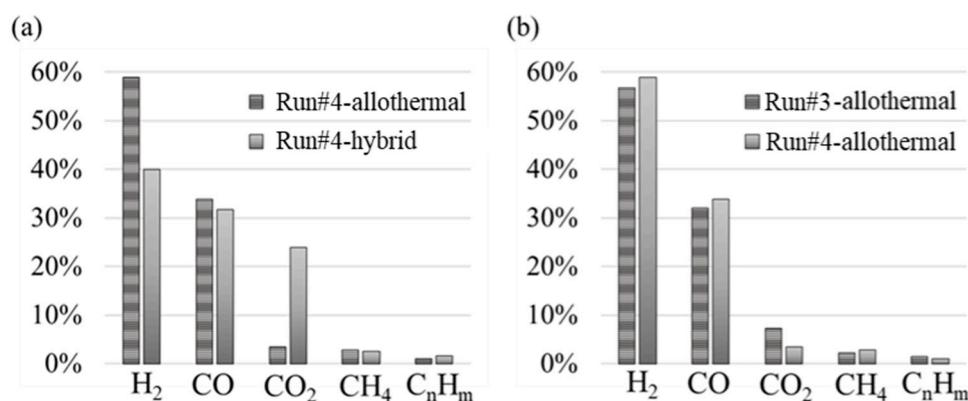 (a)
60%
50%
40%
30%
20%
10%
0%
Run#4-allothermal
Run#4-hybrid
H₂ CO CO₂ CH₄ CₙHₘ
(b)
60%
50%
40%
30%
20%
10%
0%
Run#3-allothermal
Run#4-allothermal
H₂ CO CO₂ CH₄ CₙHₘ